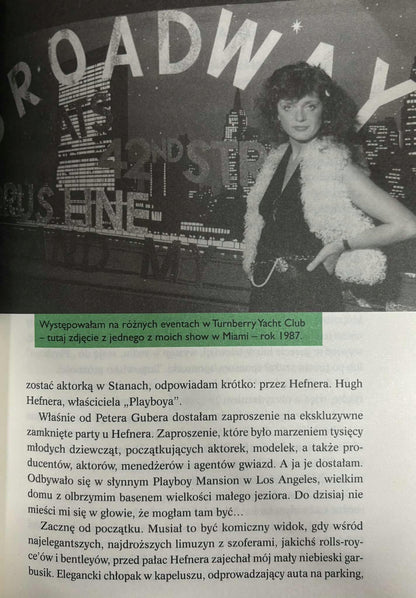 BROADWAY
42ND STR
RUS LINE
MY
Występowałam na różnych eventach w Turnberry Yacht Club
– tutaj zdjęcie z jednego z moich show w Miami – rok 1987.
zostać aktorką w Stanach, odpowiadam krótko: przez Hefnera. Hugh
Hefnera, właściciela „Playboya”.
Właśnie od Petera Gubera dostałam zaproszenie na ekskluzywne
zamknięte party u Hefnera. Zaproszenie, które było marzeniem tysięcy
młodych dziewcząt, początkujących aktorek, modelek, a także pro-
ducentów, aktorów, menedżerów i agentów gwiazd. A ja je dostałam.
Odbywało się w słynnym Playboy Mansion w Los Angeles, wielkim
domu z olbrzymim basenem wielkości małego jeziora. Do dzisiaj nie
mieści mi się w głowie, że mogłam tam być…
Zacznę od początku. Musiał to być komiczny widok, gdy wśród
najelegantszych, najdroższych limuzyn z szoferami, jakichś rolls-roy-
ce'ów i bentleyów, przed pałac Hefnera zajechał mój mały niebieski gar-
busik. Elegancki chłopak w kapeluszu, odprowadzający auta na parking,